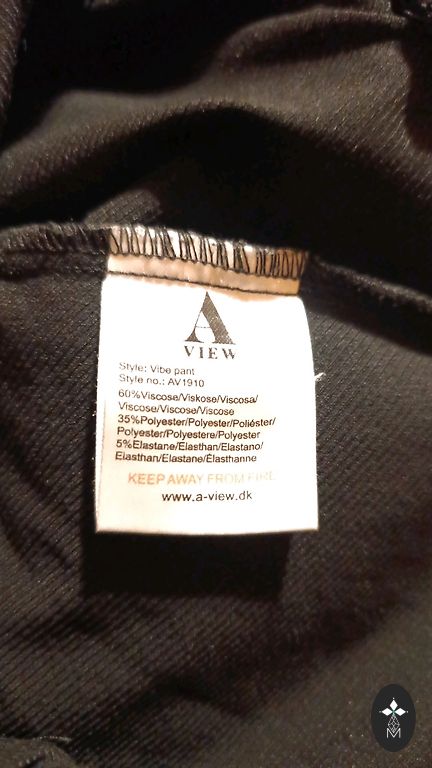 A
VIEW
Style: Vibe pant
Style no.: AV1910
60%Viscose/Viskose/Viscosa/
Viscose/Viscose/Viscose
35%Polyester/Polyester/Poliéster/
Polyester/Polyestere/Polyester
5%Elastane/Elasthan/Elastano/
Elasthan/Elastane/Élasthanne
KEEP AWAY FROM FIRE
www.a-view.dk
M